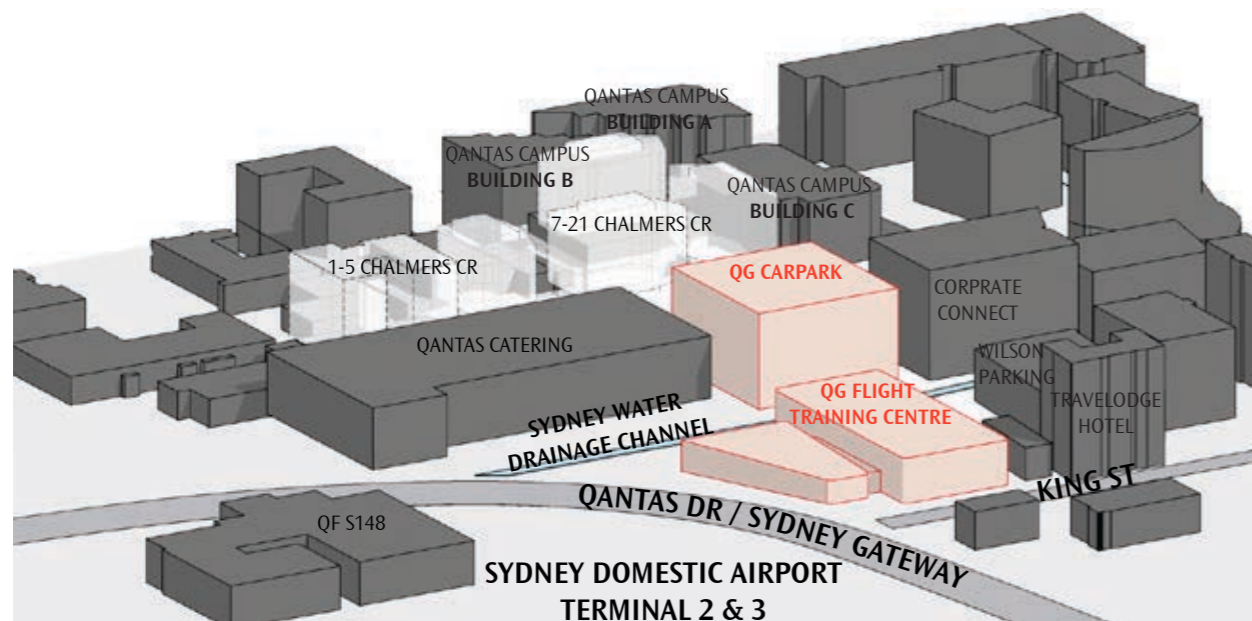 QANTAS CAMPUS
BUILDING A
QANTAS CAMPUS
BUILDING B
QANTAS CAMPUS
BUILDING C
7-21 CHALMERS CR
1-5 CHALMERS CR
QG CARPARK
CORPRATE
CONNECT
QANTAS CATERING
WILSON
PARKING
QG FLIGHT
TRAINING CENTRE
TRAVELODGE
HOTEL
SYDNEY WATER
DRAINAGE CHANNEL
KING ST
QANTAS DR / SYDNEY GATEWAY
QF S148
SYDNEY DOMESTIC AIRPORT
TERMINAL 2 & 3